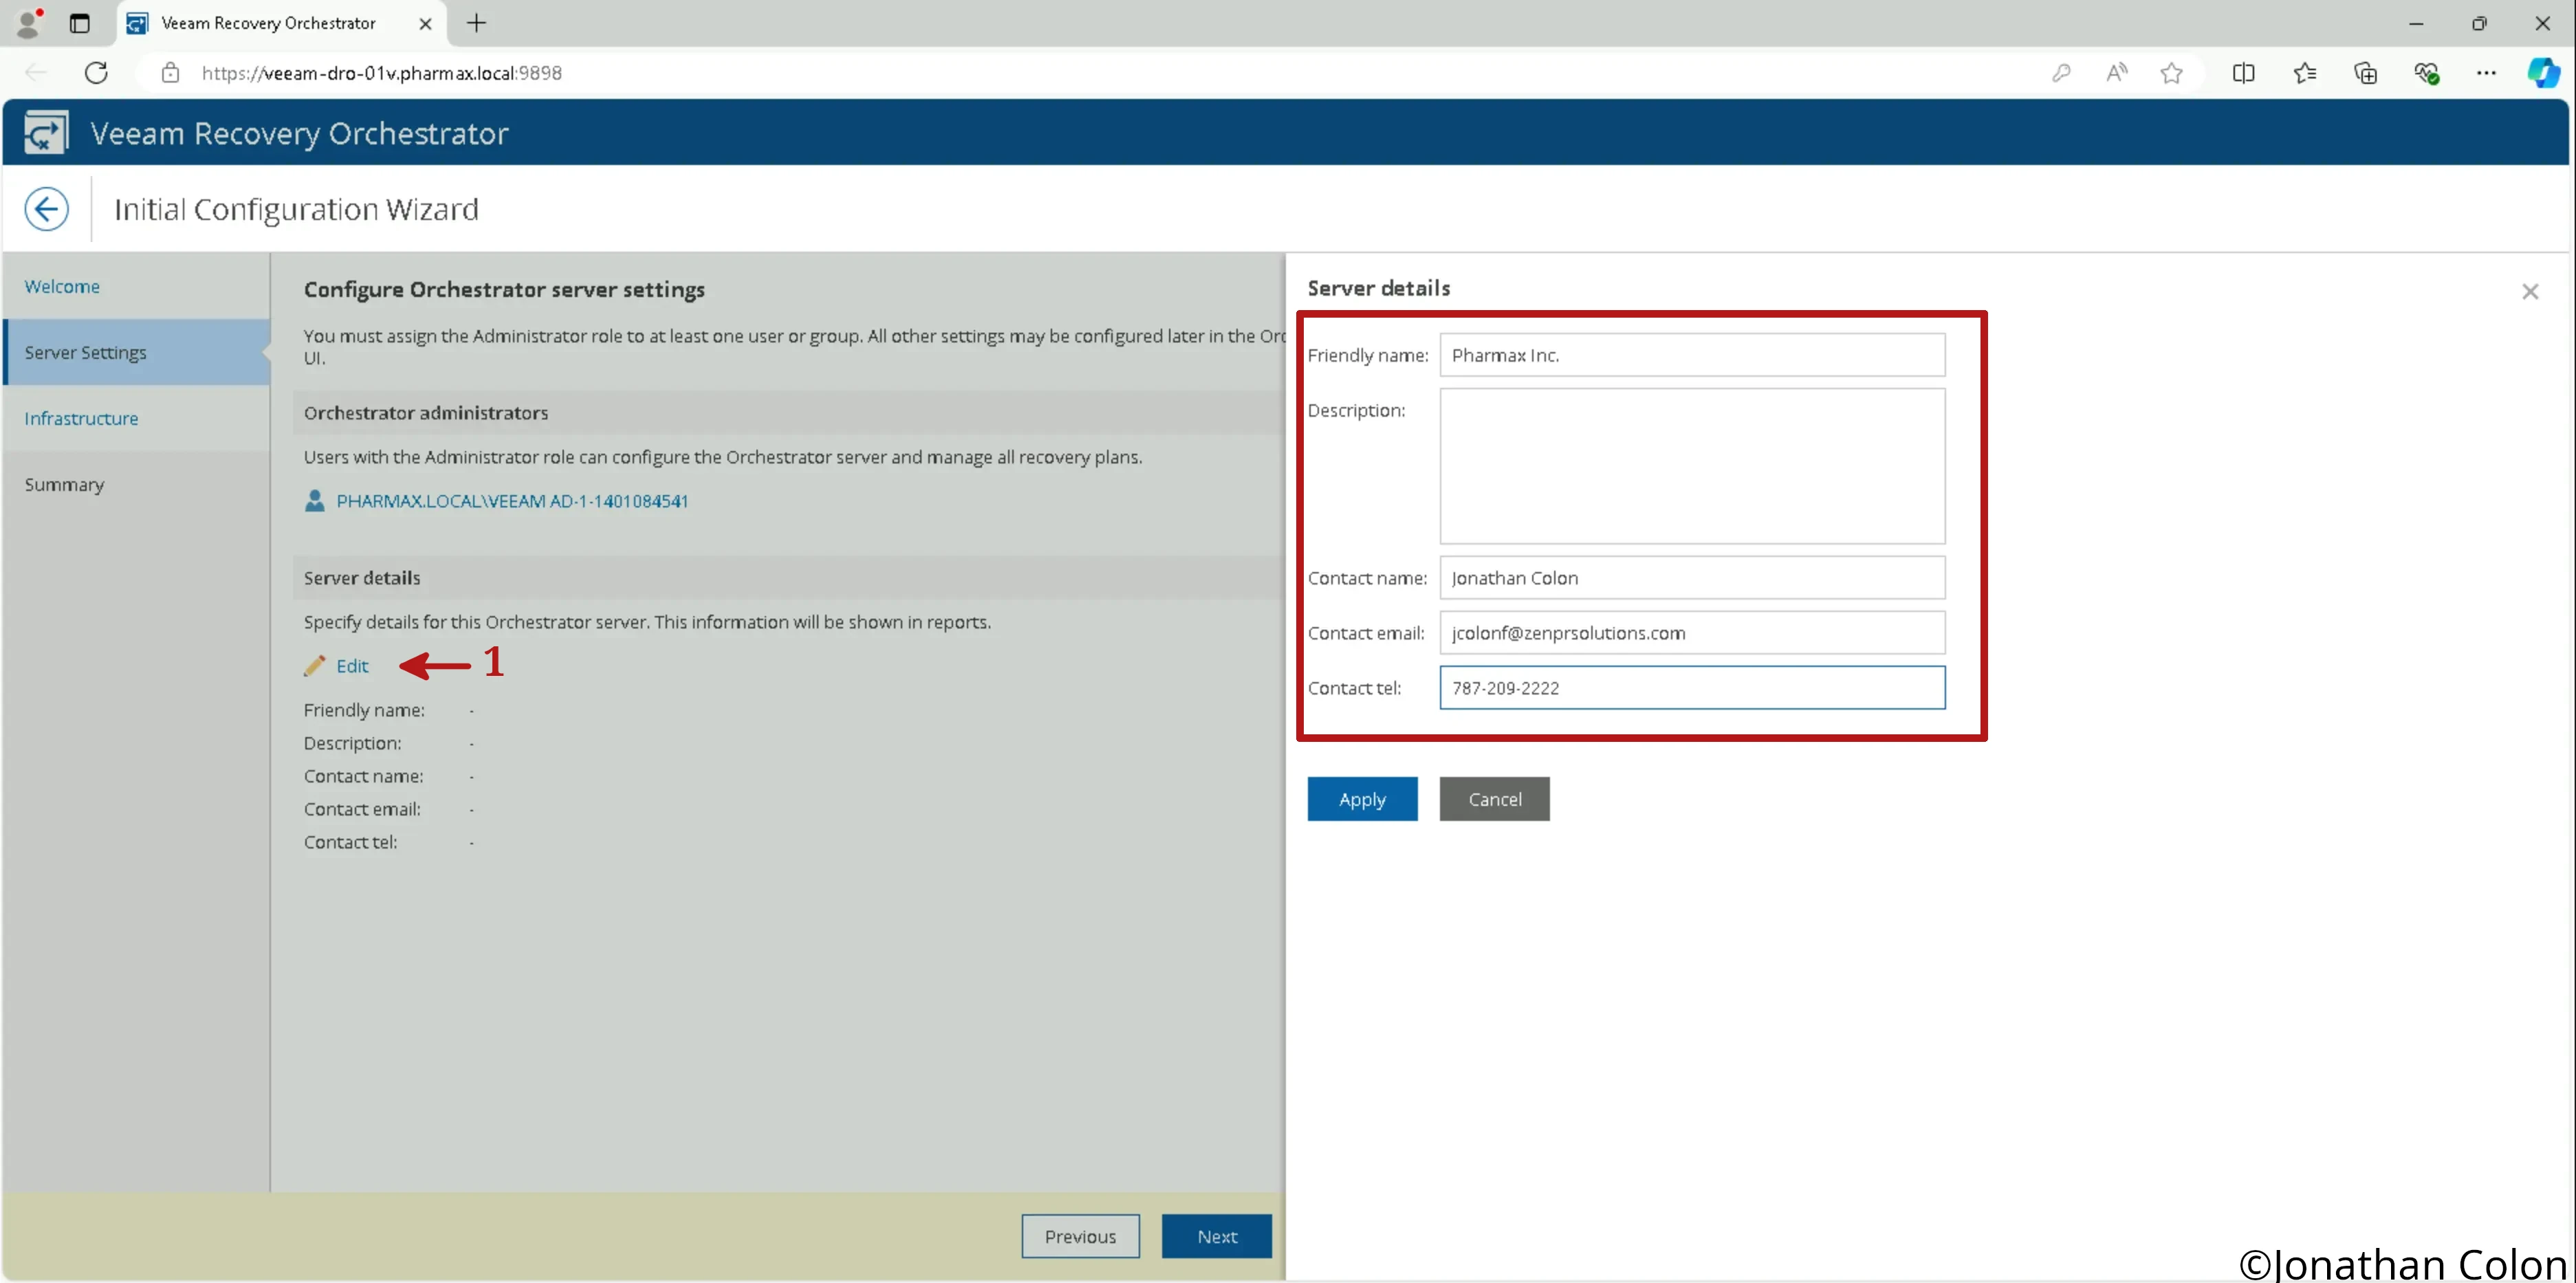 Veeam Recovery Orchestrator
https://veeam-dro-01v.pharmax.local:9898
Veeam Recovery Orchestrator
Initial Configuration Wizard
Welcome
Server Settings
Infrastructure
Summary
Configure Orchestrator server settings
You must assign the Administrator role to at least one user or group. All other settings may be configured later in the Orc
UI.
Orchestrator administrators
Users with the Administrator role can configure the Orchestrator server and manage all recovery plans.
PHARMAX.LOCAL\VEEAM AD-1-1401084541
Server details
Specify details for this Orchestrator server. This information will be shown in reports.
Edit 1
Friendly name: -
Description: -
Contact name: -
Contact email: -
Contact tel: -
Previous Next
Server details
Friendly name: Pharmax Inc.
Description:
Contact name: Jonathan Colon
Contact email: jcolonf@zenprsolutions.com
Contact tel: 787-209-2222
Apply Cancel
©Jonathan Colon